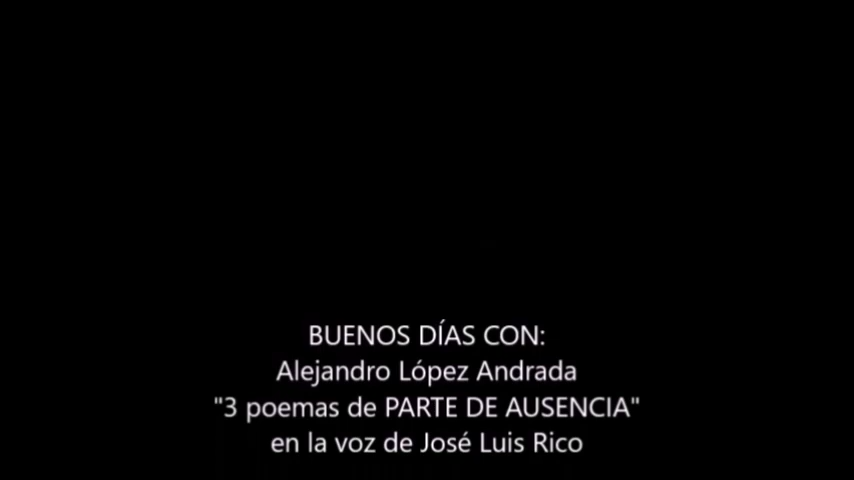 BUENOS DÍAS CON:
Alejandro López Andrada
"3 poemas de PARTE DE AUSENCIA"
en la voz de José Luis Rico